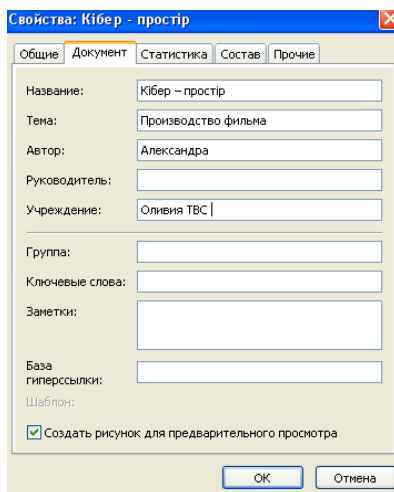 Свойства: Кібер - простір
Общие Документ Статистика Состав Прочие
Название: Кібер – простір
Тема: Производство фильма
Автор: Александра
Руководитель:
Учреждение: Оливия ТВС
Группа:
Ключевые слова:
Заметки:
База
гиперссылки:
Шаблон:
Создать рисунок для предварительного просмотра
ОК Отмена